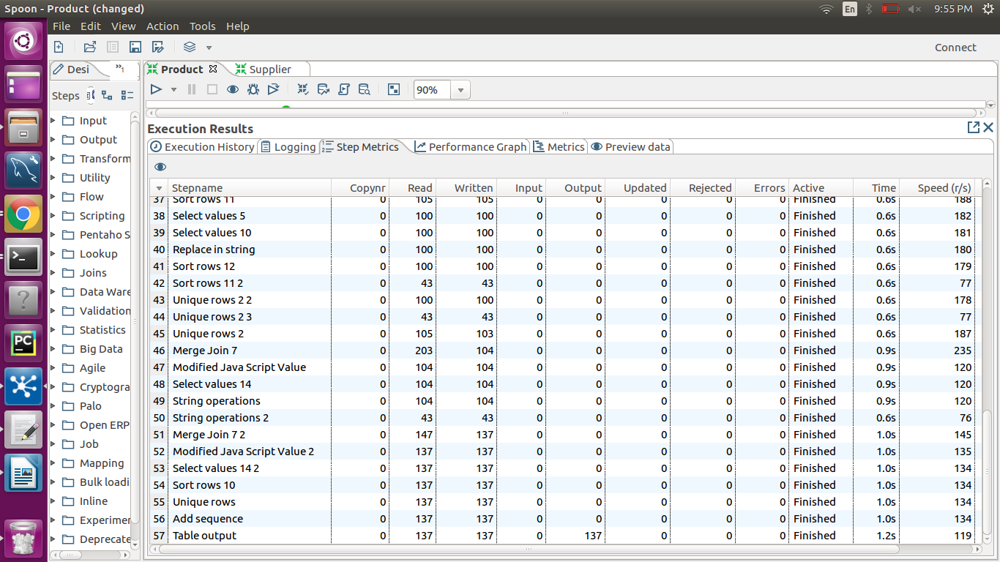 Spoon - Product (changed)
En
9:55 PM
File Edit View Action Tools Help
Connect
Desi
»1
Product
Supplier
Steps
90%
Input
Output
Transform
Utility
Flow
Scripting
Pentaho S
Lookup
Joins
Data Ware
Validation
Statistics
Big Data
Agile
Cryptogra
Palo
Open ERP
Job
Mapping
Bulk loadi
Inline
Experimen
Deprecate
PC
Execution Results
Execution History Logging Step Metrics Performance Graph Metrics Preview data
Stepname Copynr Read Written Input Output Updated Rejected Errors Active Time Speed (r/s)
37 Sort rows 11 0 105 105 0 0 0 0 0 Finished 0.6s 188
38 Select values 5 0 100 100 0 0 0 0 0 Finished 0.6s 182
39 Select values 10 0 100 100 0 0 0 0 0 Finished 0.6s 181
40 Replace in string 0 100 100 0 0 0 0 0 Finished 0.6s 180
41 Sort rows 12 0 100 100 0 0 0 0 0 Finished 0.6s 179
42 Sort rows 11 2 0 43 43 0 0 0 0 0 Finished 0.6s 77
43 Unique rows 2 2 0 100 100 0 0 0 0 0 Finished 0.6s 178
44 Unique rows 2 3 0 43 43 0 0 0 0 0 Finished 0.6s 77
45 Unique rows 2 0 105 103 0 0 0 0 0 Finished 0.6s 187
46 Merge Join 7 0 203 104 0 0 0 0 0 Finished 0.9s 235
47 Modified Java Script Value 0 104 104 0 0 0 0 0 Finished 0.9s 120
48 Select values 14 0 104 104 0 0 0 0 0 Finished 0.9s 120
49 String operations 0 104 104 0 0 0 0 0 Finished 0.9s 120
50 String operations 2 0 43 43 0 0 0 0 0 Finished 0.6s 76
51 Merge Join 7 2 0 147 137 0 0 0 0 0 Finished 1.0s 145
52 Modified Java Script Value 2 0 137 137 0 0 0 0 0 Finished 1.0s 135
53 Select values 14 2 0 137 137 0 0 0 0 0 Finished 1.0s 134
54 Sort rows 10 0 137 137 0 0 0 0 0 Finished 1.0s 134
55 Unique rows 0 137 137 0 0 0 0 0 Finished 1.0s 134
56 Add sequence 0 137 137 0 0 0 0 0 Finished 1.0s 134
57 Table output 0 137 137 0 137 0 0 0 Finished 1.2s 119